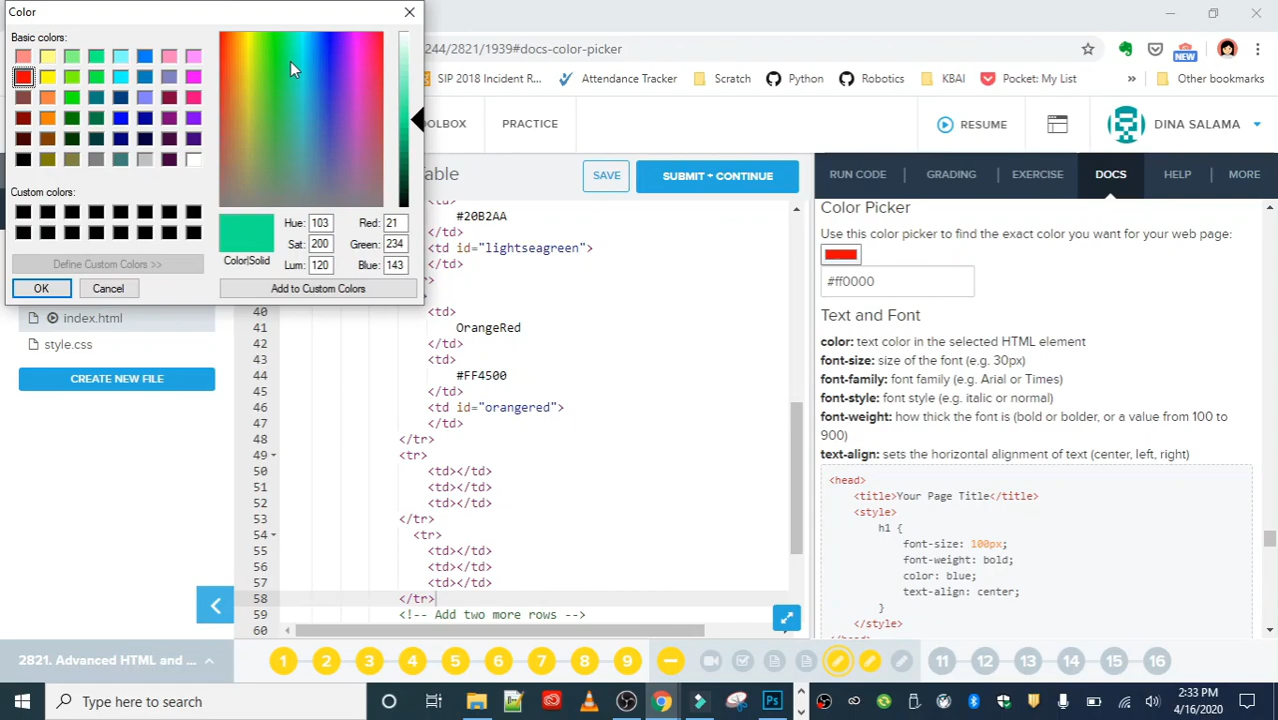 Color
Basic colors:
Custom colors:
Define Custom Colors >>
OK
Cancel
Hue: 103
Sat: 200
Lum: 120
Red: 21
Green: 234
Blue: 143
Color|Solid
Add to Custom Colors
244/2821/1939#docs-color-picker
NEW
SIP 2018 Incident R...
Attendance Tracker
Scratch
Python
Robotics
KBAI
Pocket: My List
»
Other bookmarks
OLBOX
PRACTICE
RESUME
DINA SALAMA
able
SAVE
SUBMIT + CONTINUE
RUN CODE
GRADING
EXERCISE
DOCS
HELP
MORE
index.html
style.css
CREATE NEW FILE
#20B2AA
</td>
<td id="lightseagreen">
</td>
40 <td>
41 OrangeRed
42 </td>
43 <td>
44 #FF4500
45 </td>
46 <td id="orangered">
47 </td>
48 </tr>
49 <tr>
50 <td></td>
51 <td></td>
52 <td></td>
53 </tr>
54 <tr>
55 <td></td>
56 <td></td>
57 <td></td>
58 </tr>
59 <!-- Add two more rows -->
60
Color Picker
Use this color picker to find the exact color you want for your web page:
#ff0000
Text and Font
color: text color in the selected HTML element
font-size: size of the font (e.g. 30px)
font-family: font family (e.g. Arial or Times)
font-style: font style (e.g. italic or normal)
font-weight: how thick the font is (bold or bolder, or a value from 100 to
900)
text-align: sets the horizontal alignment of text (center, left, right)
<head>
<title>Your Page Title</title>
<style>
h1 {
font-size: 100px;
font-weight: bold;
color: blue;
text-align: center;
}
</style>
</head>
2821. Advanced HTML and ...
1 2 3 4 5 6 7 8 9
11 12 13 14 15 16
Type here to search
Ps
2:33 PM
4/16/2020